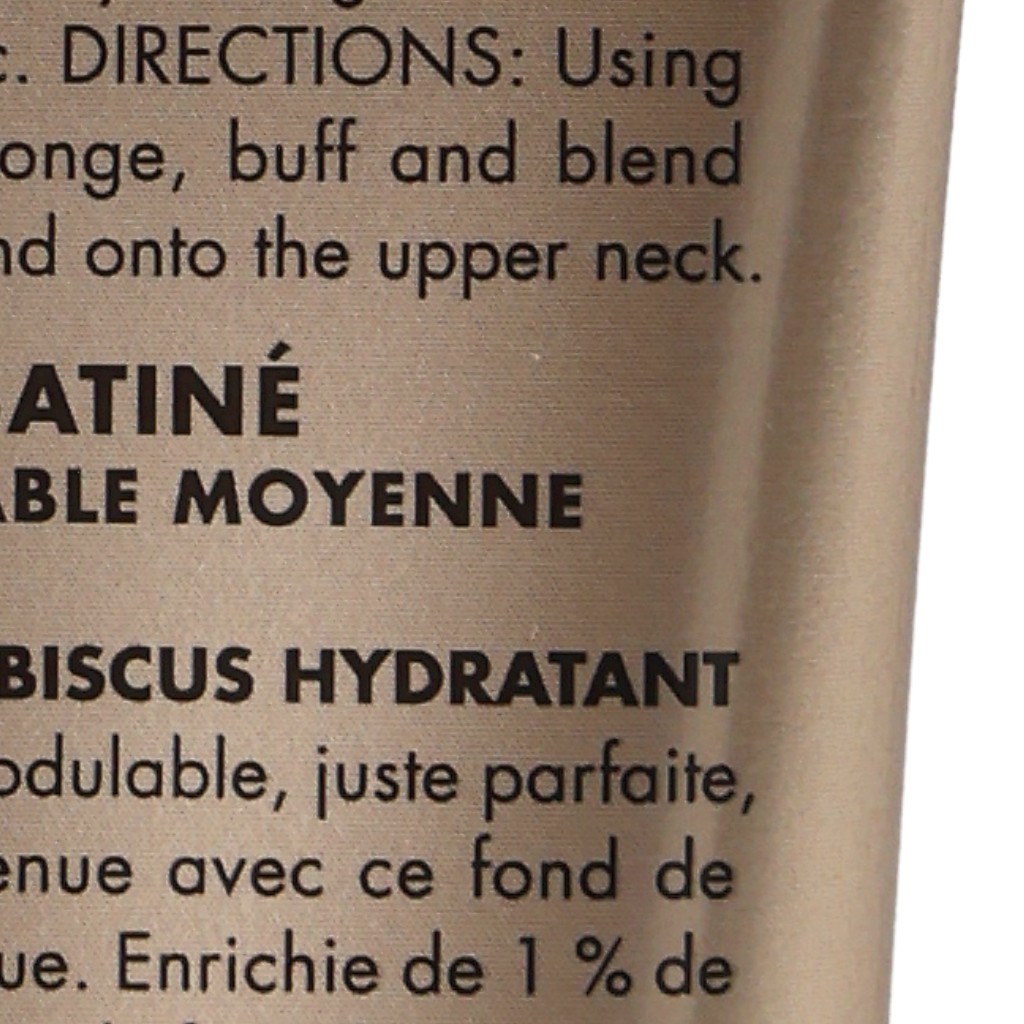 c. DIRECTIONS: Using
onge, buff and blend
nd onto the upper neck.
ATINÉ
ABLE MOYENNE
BISCUS HYDRATANT
odulable, juste parfaite,
enue avec ce fond de
ue. Enrichie de 1 % de